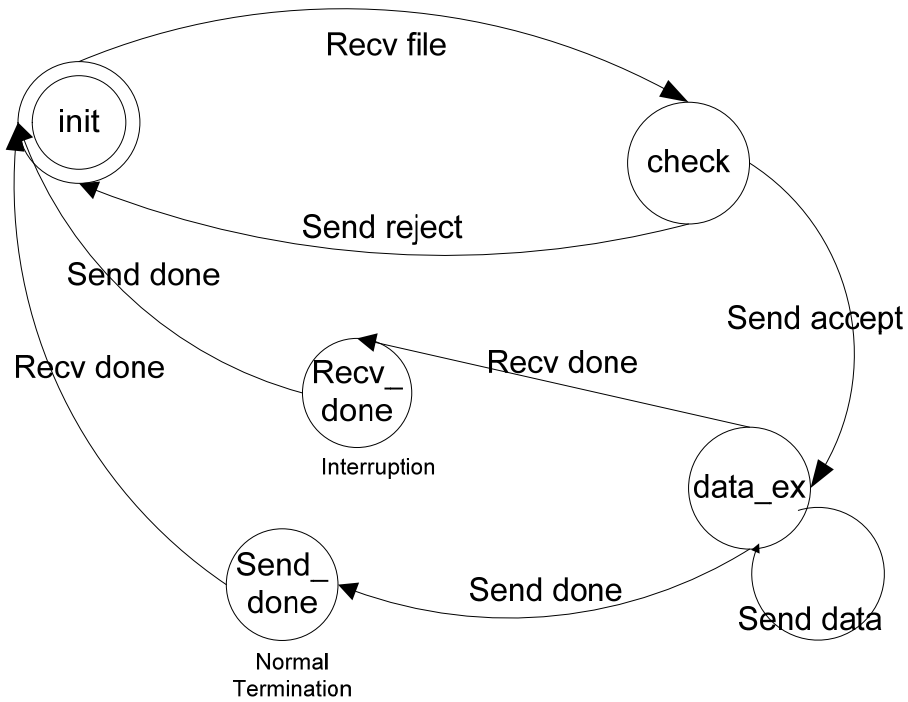 Recv file
init
check
Send reject
Send done
Send accept
Recv done
Recv done
Recv_
done
Interruption
data_ex
Send_
done
Send done
Send data
Normal
Termination